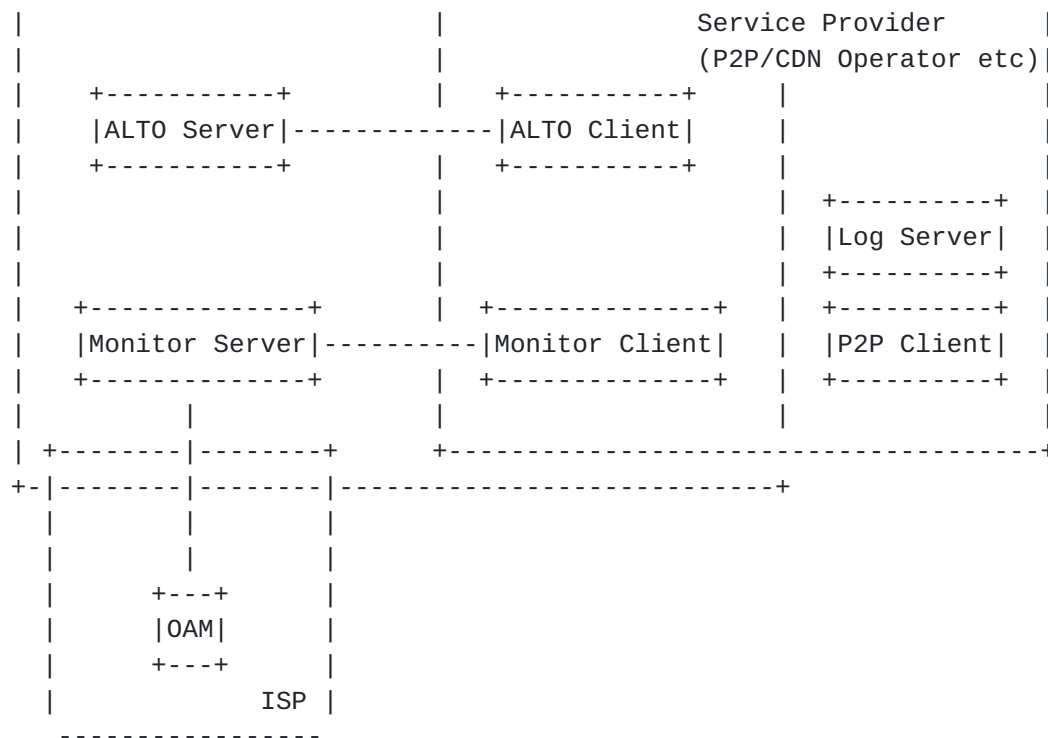 Service Provider
(P2P/CDN Operator etc)
ALTO Server ALTO Client
Log Server
Monitor Server Monitor Client P2P Client
OAM
ISP